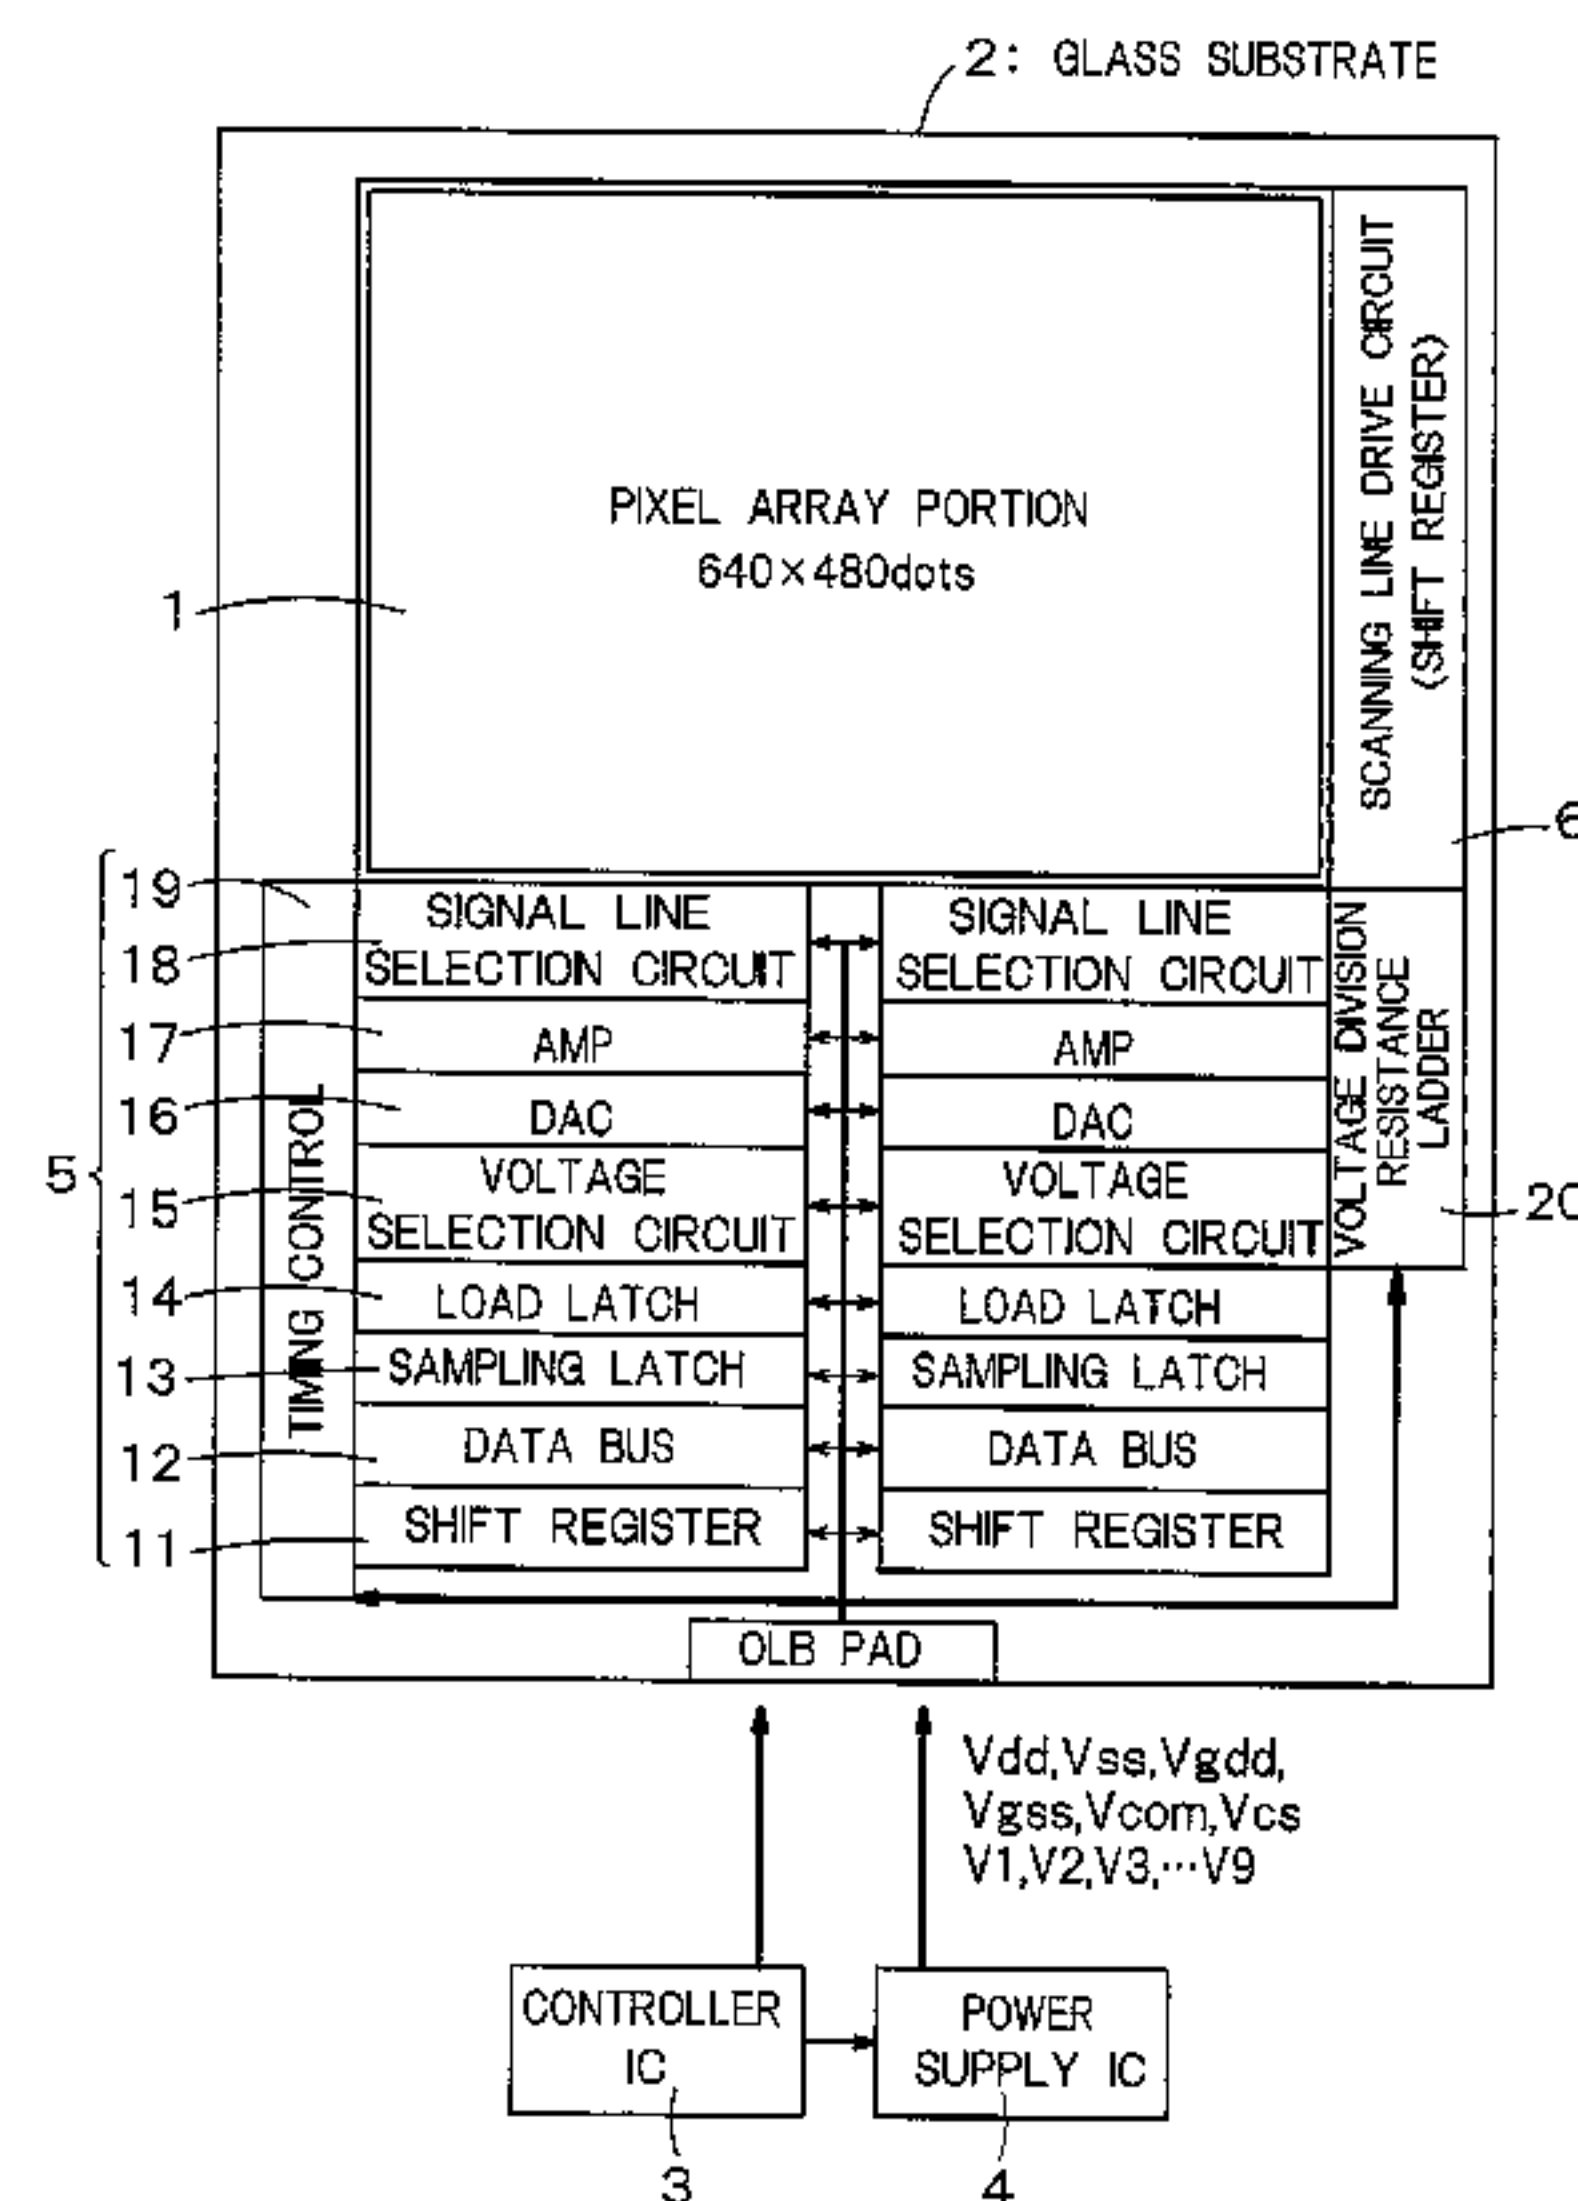 2: GLASS SUBSTRATE
PIXEL ARRAY PORTION
640×480dots
1
SCANNING LINE DRIVE CIRCUIT
(SHIFT REGISTER)
6
5
19
18
17
16
15
14
13
12
11
TIMING CONTROL
SIGNAL LINE
SELECTION CIRCUIT
AMP
DAC
VOLTAGE
SELECTION CIRCUIT
LOAD LATCH
SAMPLING LATCH
DATA BUS
SHIFT REGISTER
SIGNAL LINE
SELECTION CIRCUIT
AMP
DAC
VOLTAGE
SELECTION CIRCUIT
LOAD LATCH
SAMPLING LATCH
DATA BUS
SHIFT REGISTER
VOLTAGE DIVISION
RESISTANCE
LADDER
20
OLB PAD
Vdd,Vss,Vgdd,
Vgss,Vcom,Vcs
V1,V2,V3,···V9
CONTROLLER
IC
POWER
SUPPLY IC
3
4